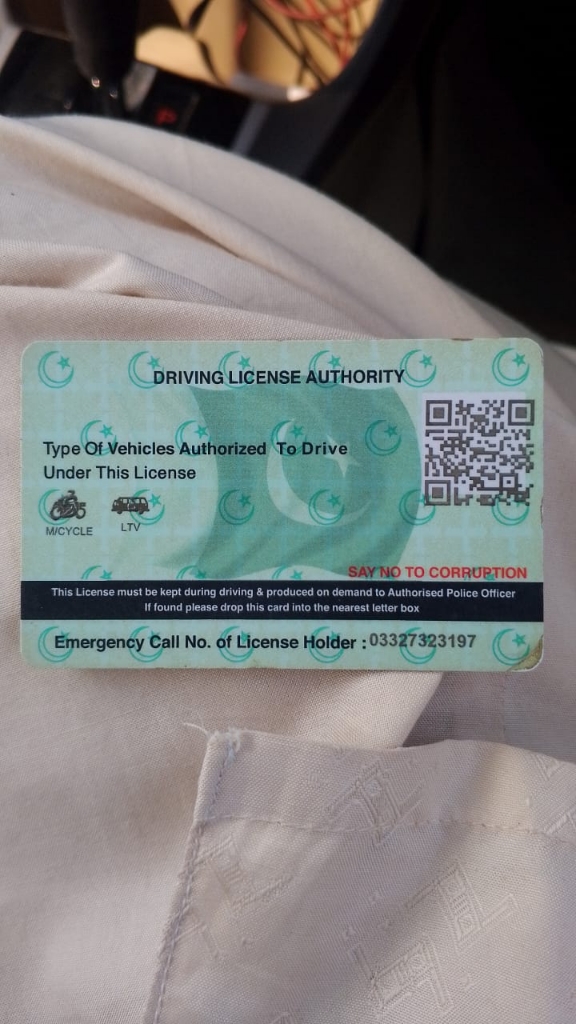 DRIVING LICENSE AUTHORITY
Type Of Vehicles Authorized To Drive
Under This License
M/CYCLE
LTV
SAY NO TO CORRUPTION
This License must be kept during driving & produced on demand to Authorised Police Officer
If found please drop this card into the nearest letter box
Emergency Call No. of License Holder : 03327323197